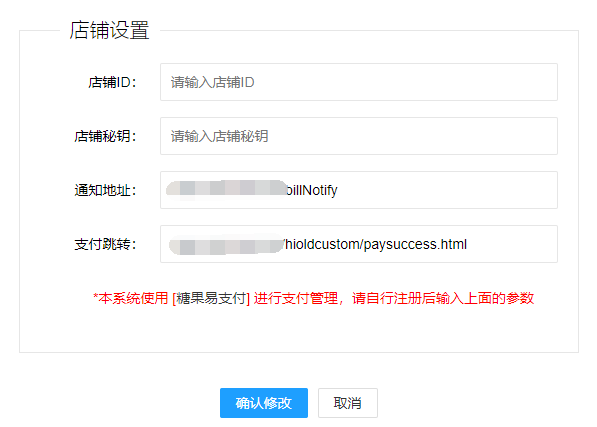 店铺设置
店铺ID： 请输入店铺ID
店铺秘钥： 请输入店铺秘钥
通知地址： billNotify
支付跳转： /hioldcustom/paysuccess.html
*本系统使用 [糖果易支付] 进行支付管理，请自行注册后输入上面的参数
确认修改 取消